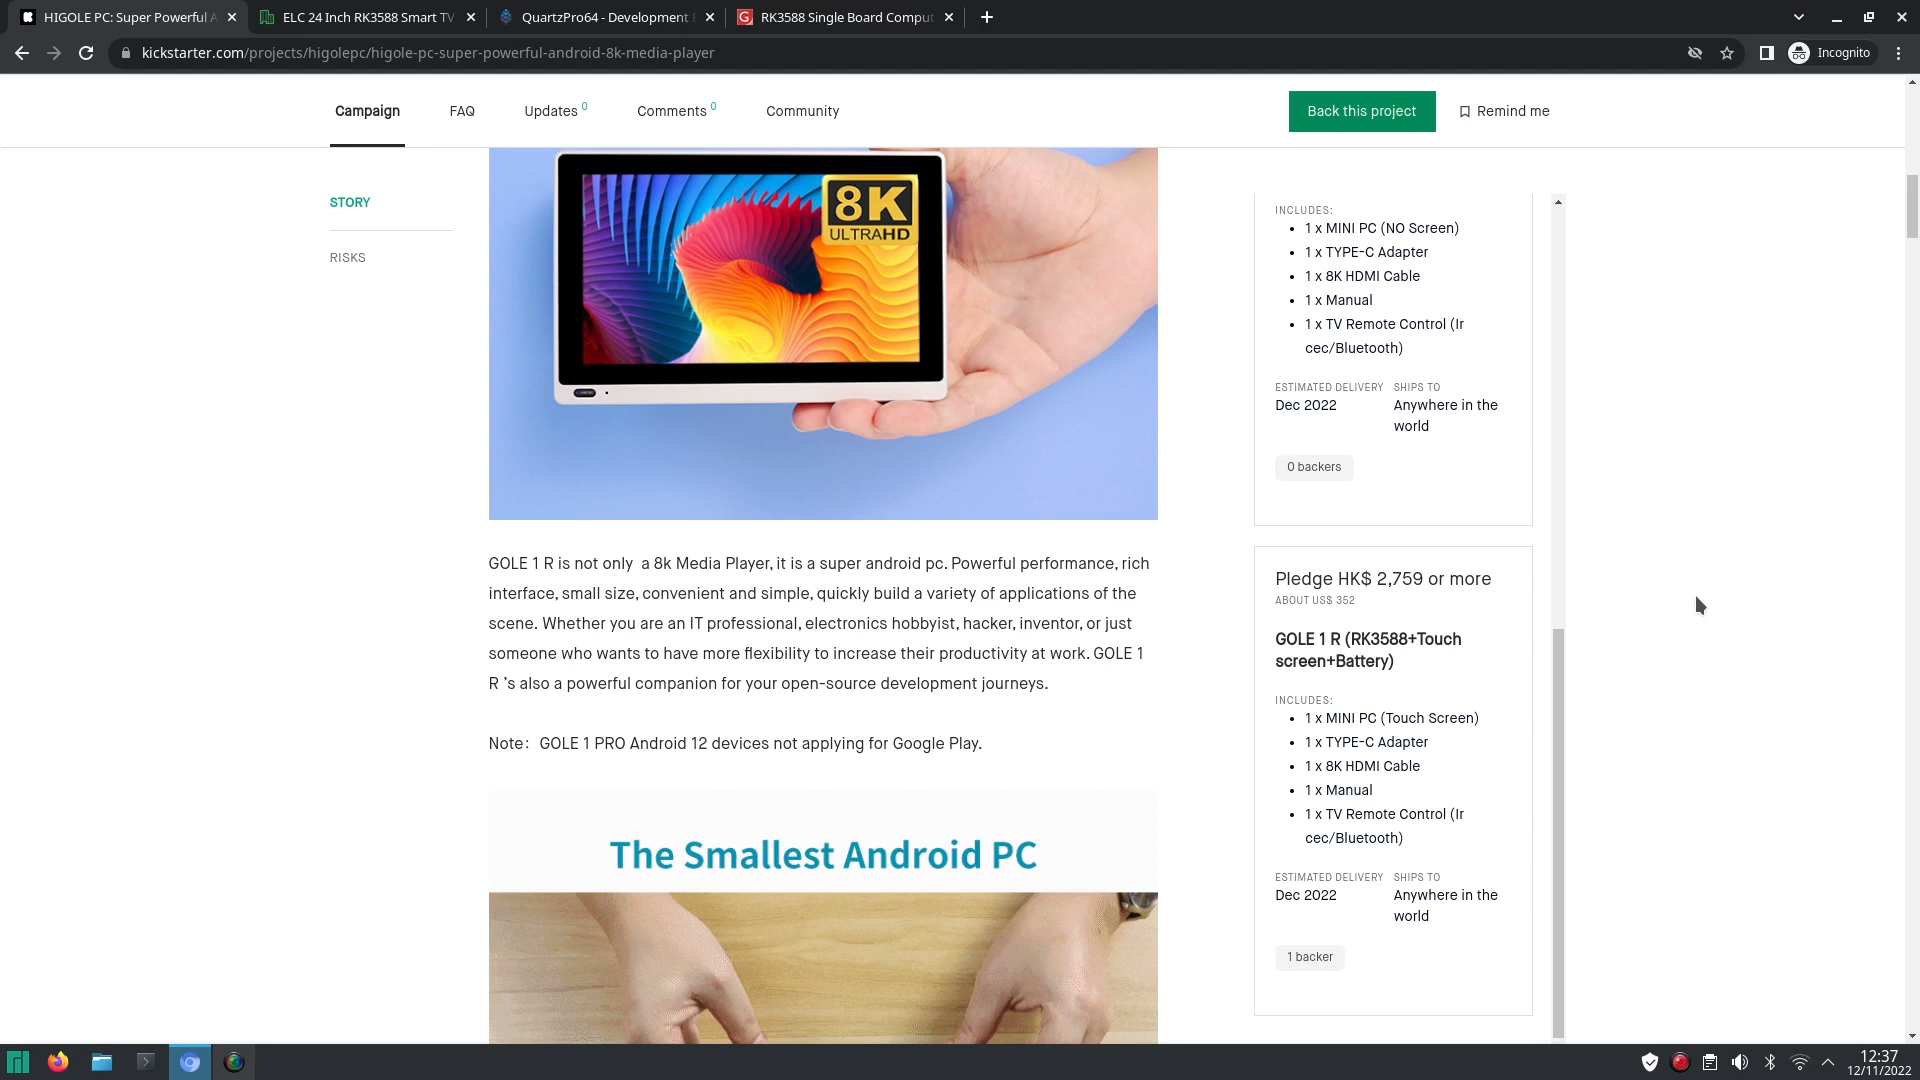 HIGOLE PC: Super Powerful A
ELC 24 Inch RK3588 Smart TV
QuartzPro64 - Development B
RK3588 Single Board Comput
kickstarter.com/projects/higolepc/higole-pc-super-powerful-android-8k-media-player
Incognito
Campaign
FAQ
Updates 0
Comments 0
Community
Back this project
Remind me
STORY
RISKS
8K
ULTRAHD
GOLE 1 R is not only  a 8k Media Player, it is a super android pc. Powerful performance, rich
interface, small size, convenient and simple, quickly build a variety of applications of the
scene. Whether you are an IT professional, electronics hobbyist, hacker, inventor, or just
someone who wants to have more flexibility to increase their productivity at work. GOLE 1
R ’s also a powerful companion for your open-source development journeys.
Note： GOLE 1 PRO Android 12 devices not applying for Google Play.
The Smallest Android PC
INCLUDES:
• 1 x MINI PC (NO Screen)
• 1 x TYPE-C Adapter
• 1 x 8K HDMI Cable
• 1 x Manual
• 1 x TV Remote Control (Ir
cec/Bluetooth)
ESTIMATED DELIVERY SHIPS TO
Dec 2022 Anywhere in the
world
0 backers
Pledge HK$ 2,759 or more
ABOUT US$ 352
GOLE 1 R (RK3588+Touch
screen+Battery)
INCLUDES:
• 1 x MINI PC (Touch Screen)
• 1 x TYPE-C Adapter
• 1 x 8K HDMI Cable
• 1 x Manual
• 1 x TV Remote Control (Ir
cec/Bluetooth)
ESTIMATED DELIVERY SHIPS TO
Dec 2022 Anywhere in the
world
1 backer
12:37
12/11/2022